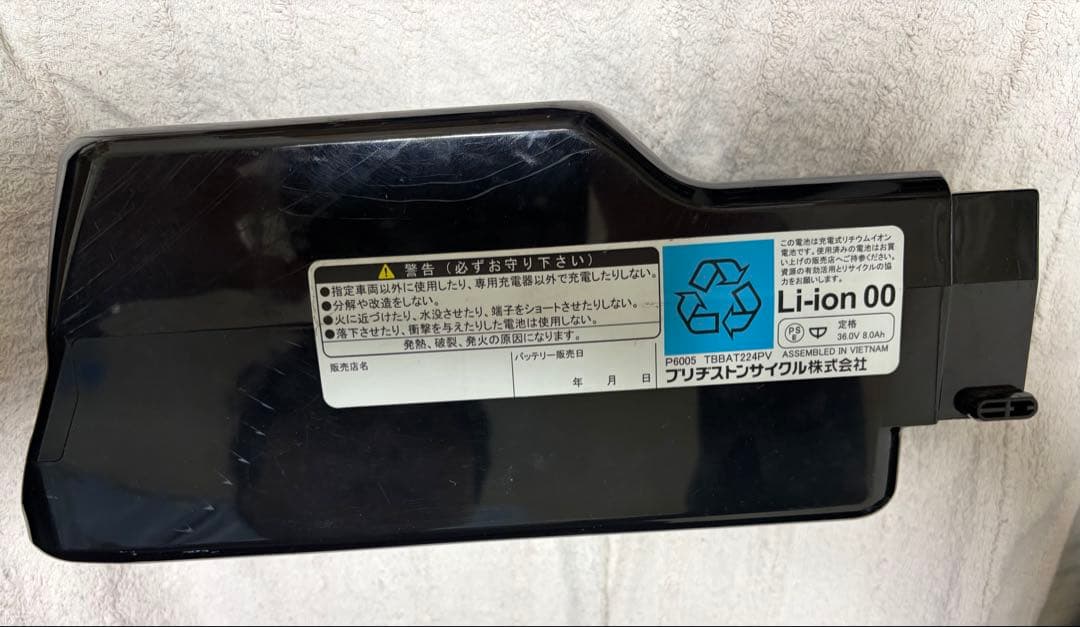 警告（必ずお守り下さい）
●指定車両以外に使用したり、専用充電器以外で充電したりしない。
●分解や改造をしない。
●火に近づけたり、水没させたり、端子をショートさせたりしない。
●落下させたり、衝撃を与えたりした電池は使用しない。
発熱、破裂、発火の原因になります。
販売店名
バッテリー販売日
年 月 日
この電池は充電式リチウムイオン
電池です。使用済みの電池はお買
い上げの販売店へご持参ください。
資源の有効活用とリサイクルの協
力をお願いします。
Li-ion 00
PS
E
定格
36.0V 8.0Ah
P6005 TBBAT224PV
ASSEMBLED IN VIETNAM
ブリヂストンサイクル株式会社